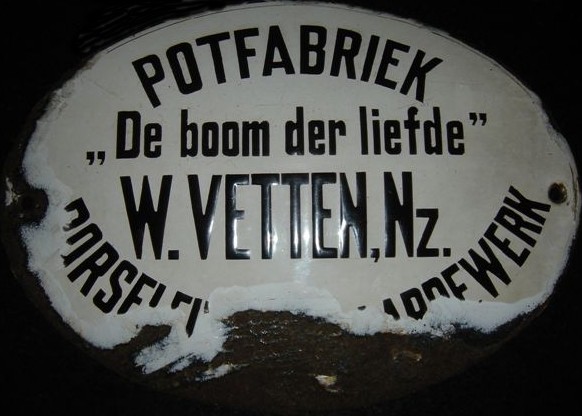 POTFABRIEK
„De boom der liefde”
W. VETTEN, Nz.